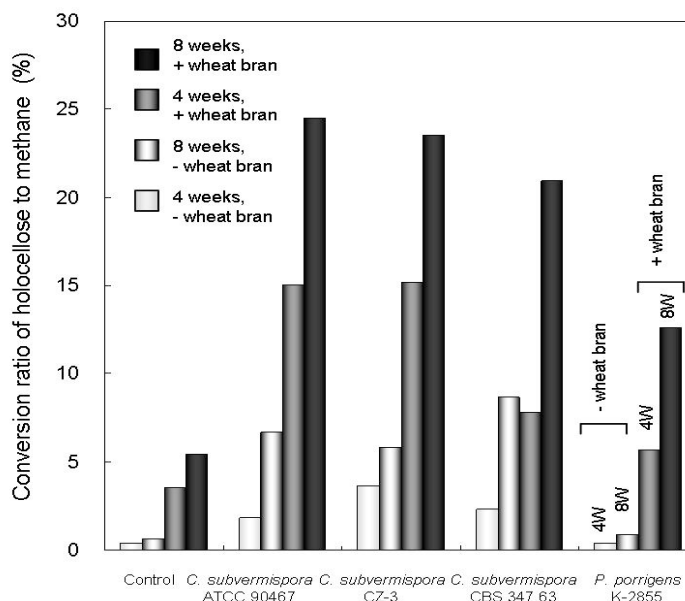 Conversion ratio of holocellose to methane (%)
30
25
20
15
10
5
0
8 weeks,
+ wheat bran
4 weeks,
+ wheat bran
8 weeks,
- wheat bran
4 weeks,
- wheat bran
- wheat bran
+ wheat bran
4W
8W
4W
8W
Control
C. subvermispora
ATCC 90467
C. subvermispora
CZ-3
C. subvermispora
CBS 347 63
P. porrigens
K-2855